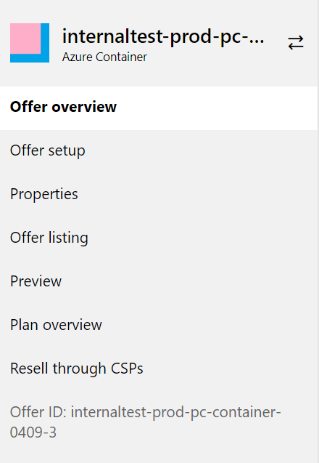 internaltest-prod-pc-...
Azure Container
Offer overview
Offer setup
Properties
Offer listing
Preview
Plan overview
Resell through CSPs
Offer ID: internaltest-prod-pc-container-
0409-3